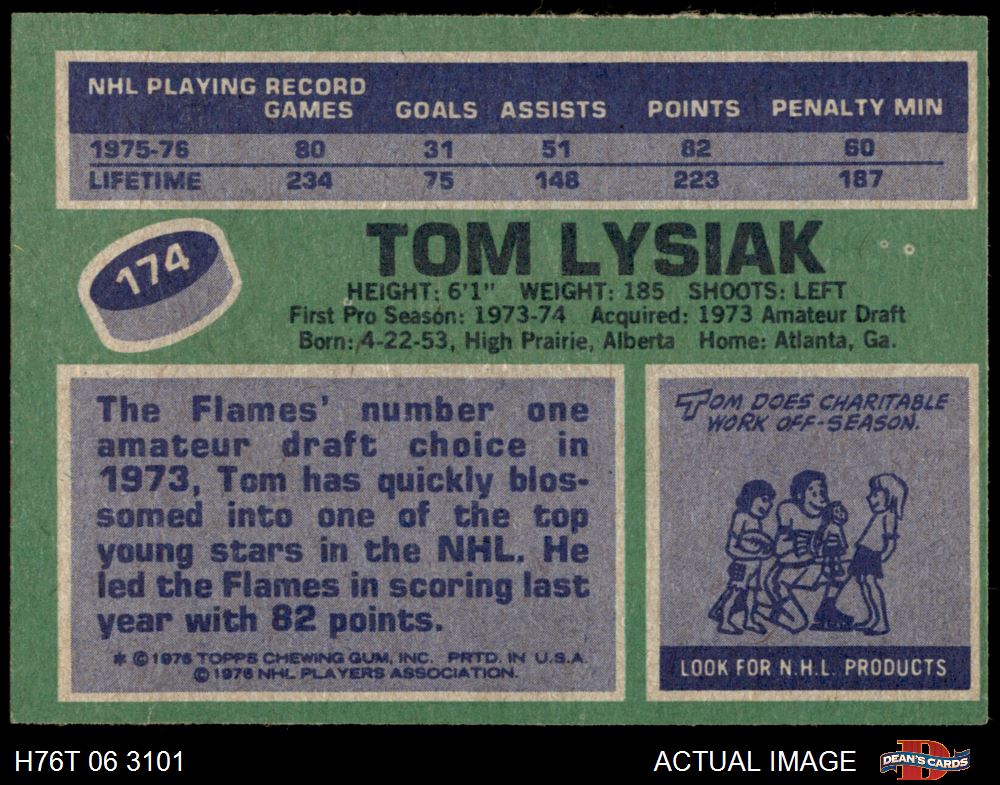 NHL PLAYING RECORD
GAMES GOALS ASSISTS POINTS PENALTY MIN
1975-76 80 31 51 82 60
LIFETIME 234 75 148 223 187
174
TOM LYSIAK
HEIGHT: 6'1" WEIGHT: 185 SHOOTS: LEFT
First Pro Season: 1973-74 Acquired: 1973 Amateur Draft
Born: 4-22-53, High Prairie, Alberta Home: Atlanta, Ga.
The Flames' number one
amateur draft choice in
1973, Tom has quickly blos-
somed into one of the top
young stars in the NHL. He
led the Flames in scoring last
year with 82 points.
* © 1976 TOPPS CHEWING GUM, INC. PRTD. IN U.S.A.
© 1976 NHL PLAYERS ASSOCIATION.
TOM DOES CHARITABLE
WORK OFF-SEASON.
LOOK FOR N.H.L. PRODUCTS
H76T 06 3101 ACTUAL IMAGE DEAN'S CARDS